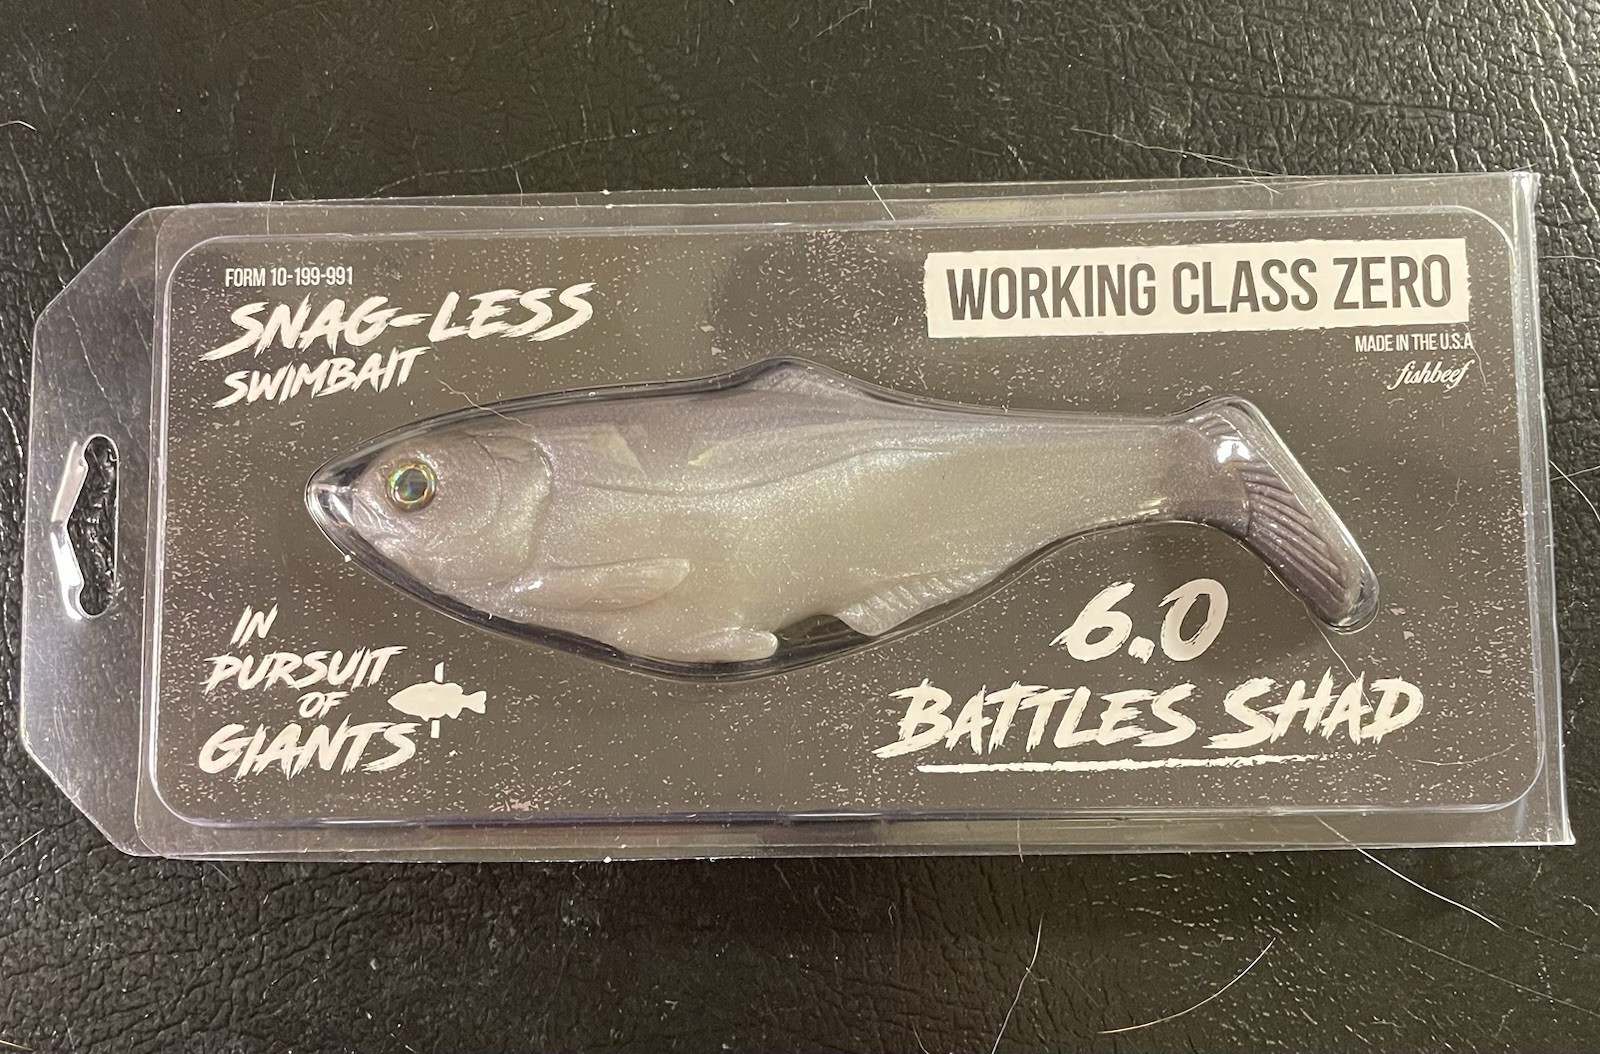 FORM 10-199-991
SNAG-LESS
SWIMBAIT
WORKING CLASS ZERO
MADE IN THE U.S.A
fishbeef
IN
PURSUIT
OF
GIANTS
6.0
BATTLES SHAD